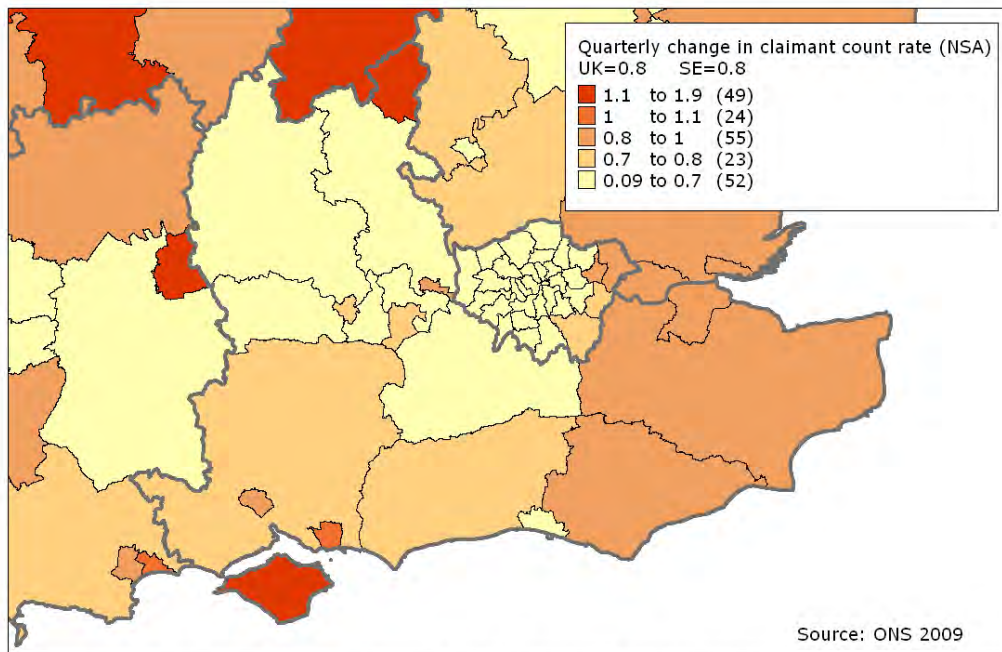 Quarterly change in claimant count rate (NSA)
UK=0.8 SE=0.8
1.1 to 1.9 (49)
1 to 1.1 (24)
0.8 to 1 (55)
0.7 to 0.8 (23)
0.09 to 0.7 (52)
Source: ONS 2009